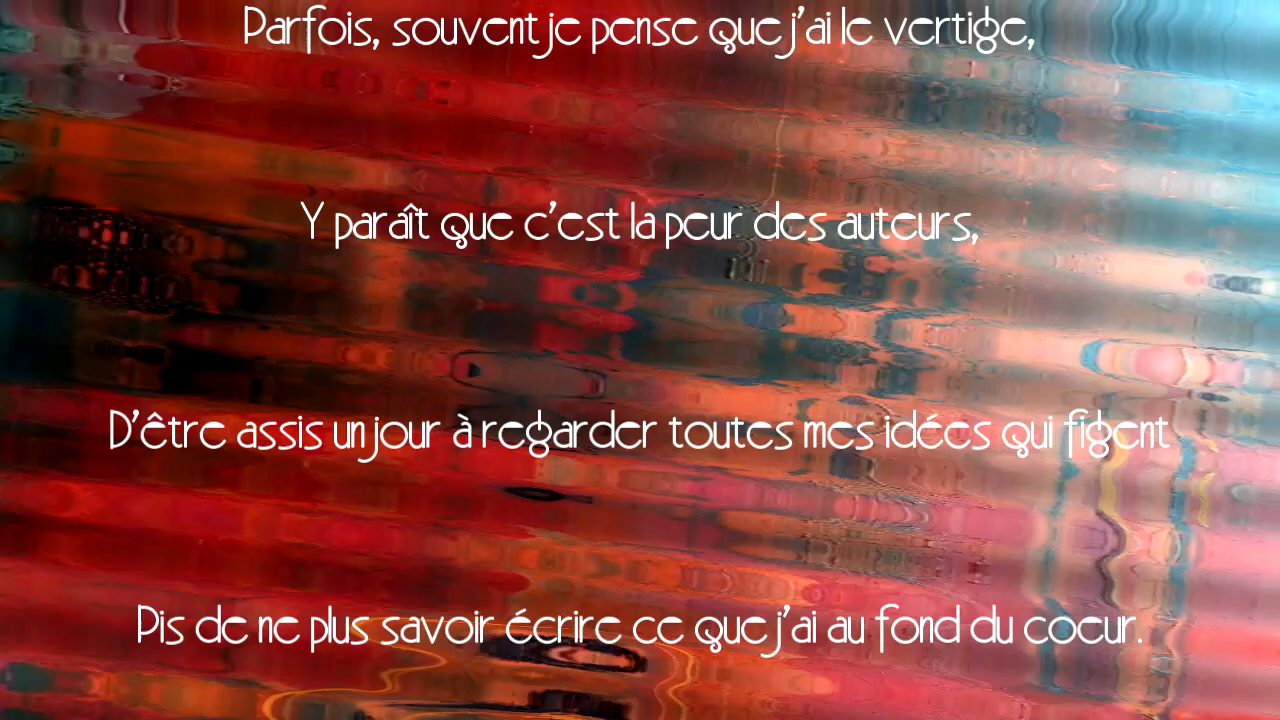 Parfois, souvent je pense que j'ai le vertige,
Y paraît que c'est la peur des auteurs,
D'être assis un jour à regarder toutes mes idées qui figent
Pis de ne plus savoir écrire ce que j'ai au fond du coeur.